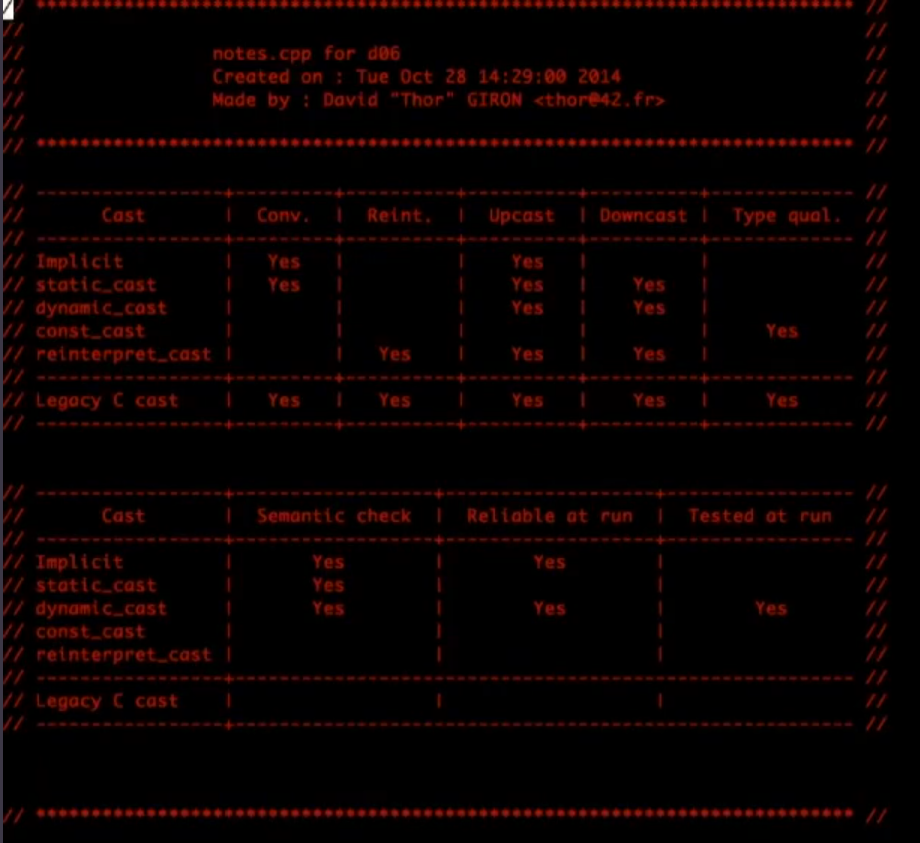 / *************************************************************************** //
// //
// notes.cpp for d06 //
// Created on : Tue Oct 28 14:29:00 2014 //
// Made by : David "Thor" GIRON <thor@42.fr> //
// //
// *************************************************************************** //
// -----------------+---------+----------+----------+----------+------------- //
// Cast | Conv. | Reint. | Upcast | Downcast | Type qual. //
// -----------------+---------+----------+----------+----------+------------- //
// Implicit | Yes | | Yes | | //
// static_cast | Yes | | Yes | Yes | //
// dynamic_cast | | | Yes | Yes | //
// const_cast | | | | | Yes //
// reinterpret_cast | | Yes | Yes | Yes | //
// -----------------+---------+----------+----------+----------+------------- //
// Legacy C cast | Yes | Yes | Yes | Yes | Yes //
// -----------------+---------+----------+----------+----------+------------- //
// -----------------+------------------+-------------------+----------------- //
// Cast | Semantic check | Reliable at run | Tested at run //
// -----------------+------------------+-------------------+----------------- //
// Implicit | Yes | Yes | //
// static_cast | Yes | | //
// dynamic_cast | Yes | Yes | Yes //
// const_cast | | | //
// reinterpret_cast | | | //
// -----------------+-------------------------------------------------------- //
// Legacy C cast | | | //
// -----------------+-------------------------------------------------------- //
// *************************************************************************** //